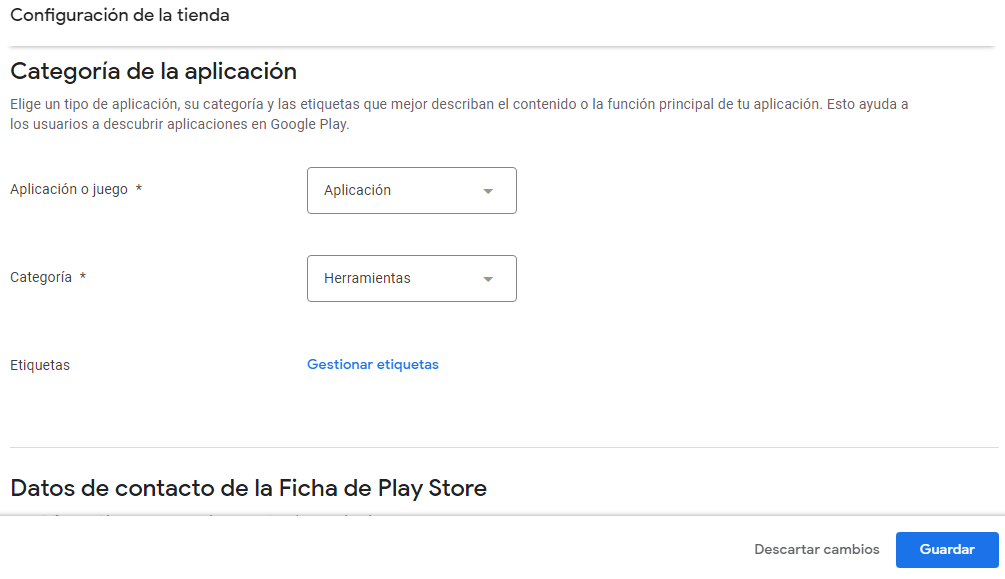 Configuración de la tienda
Categoría de la aplicación
Elige un tipo de aplicación, su categoría y las etiquetas que mejor describan el contenido o la función principal de tu aplicación. Esto ayuda a
los usuarios a descubrir aplicaciones en Google Play.
Aplicación o juego *
Aplicación
Categoría *
Herramientas
Etiquetas
Gestionar etiquetas
Datos de contacto de la Ficha de Play Store
Descartar cambios
Guardar